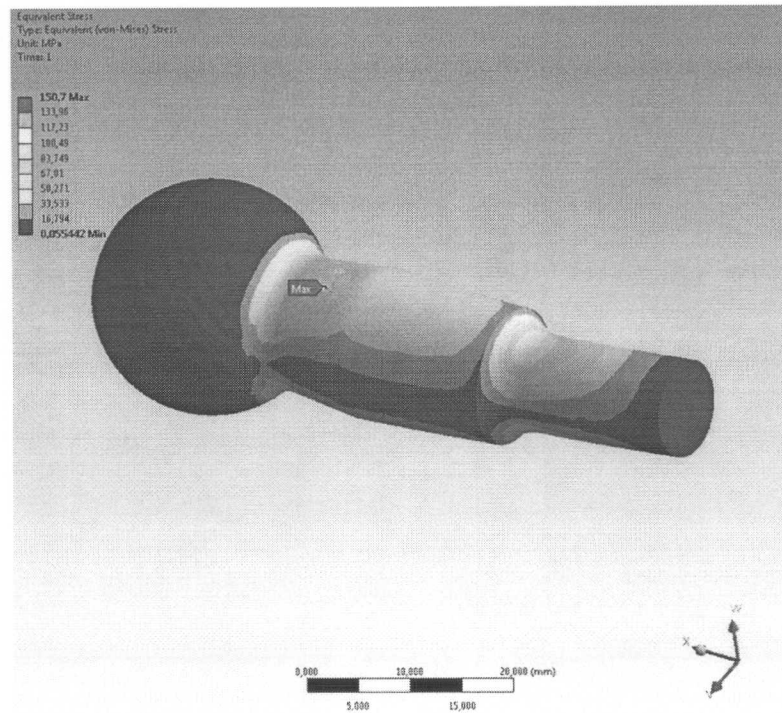 Equivalent Stress
Type: Equivalent (von-Mises) Stress
Unit: MPa
Time: 1
150,7 Max
133,96
117,23
100,49
83,749
67,01
50,271
33,533
16,794
0,055442 Min
Max
W
X
Y
0,000 10,000 20,000 (mm)
5,000 15,000